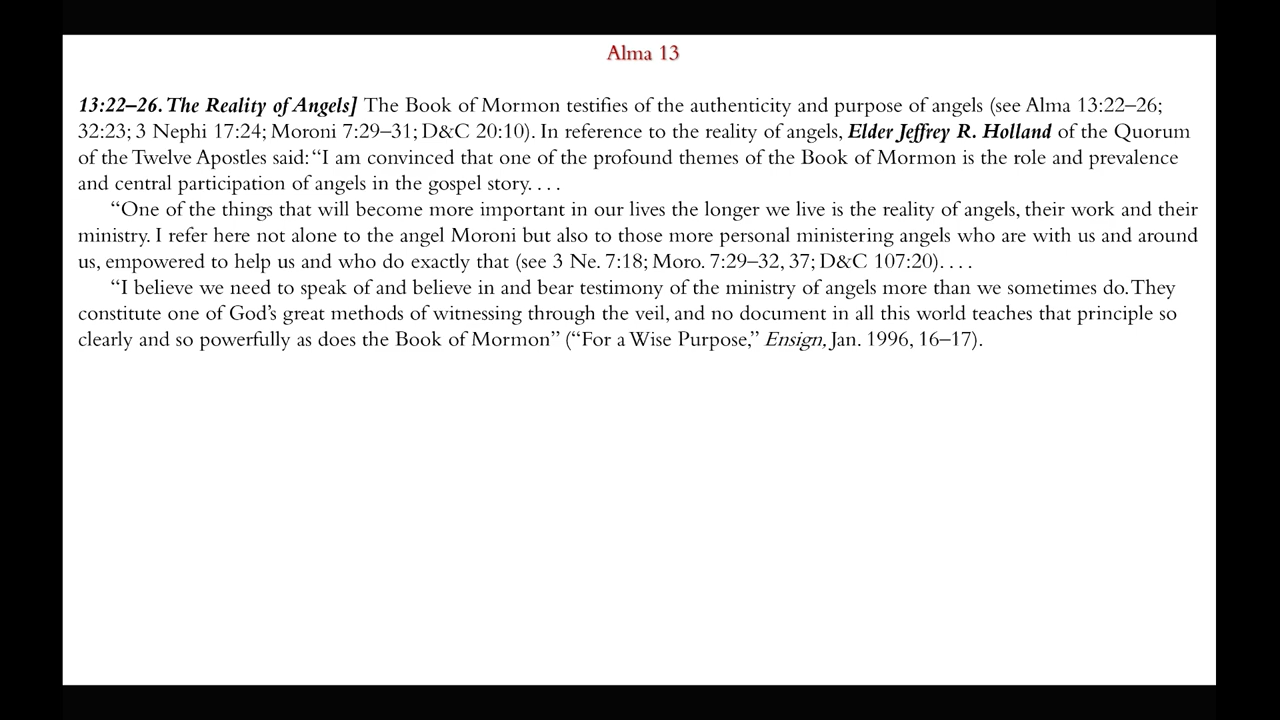 Alma 13
13:22–26. The Reality of Angels] The Book of Mormon testifies of the authenticity and purpose of angels (see Alma 13:22–26;
32:23; 3 Nephi 17:24; Moroni 7:29–31; D&C 20:10). In reference to the reality of angels, Elder Jeffrey R. Holland of the Quorum
of the Twelve Apostles said: “I am convinced that one of the profound themes of the Book of Mormon is the role and prevalence
and central participation of angels in the gospel story. . . .
“One of the things that will become more important in our lives the longer we live is the reality of angels, their work and their
ministry. I refer here not alone to the angel Moroni but also to those more personal ministering angels who are with us and around
us, empowered to help us and who do exactly that (see 3 Ne. 7:18; Moro. 7:29–32, 37; D&C 107:20). . . .
“I believe we need to speak of and believe in and bear testimony of the ministry of angels more than we sometimes do. They
constitute one of God’s great methods of witnessing through the veil, and no document in all this world teaches that principle so
clearly and so powerfully as does the Book of Mormon” (“For a Wise Purpose,” Ensign, Jan. 1996, 16–17).